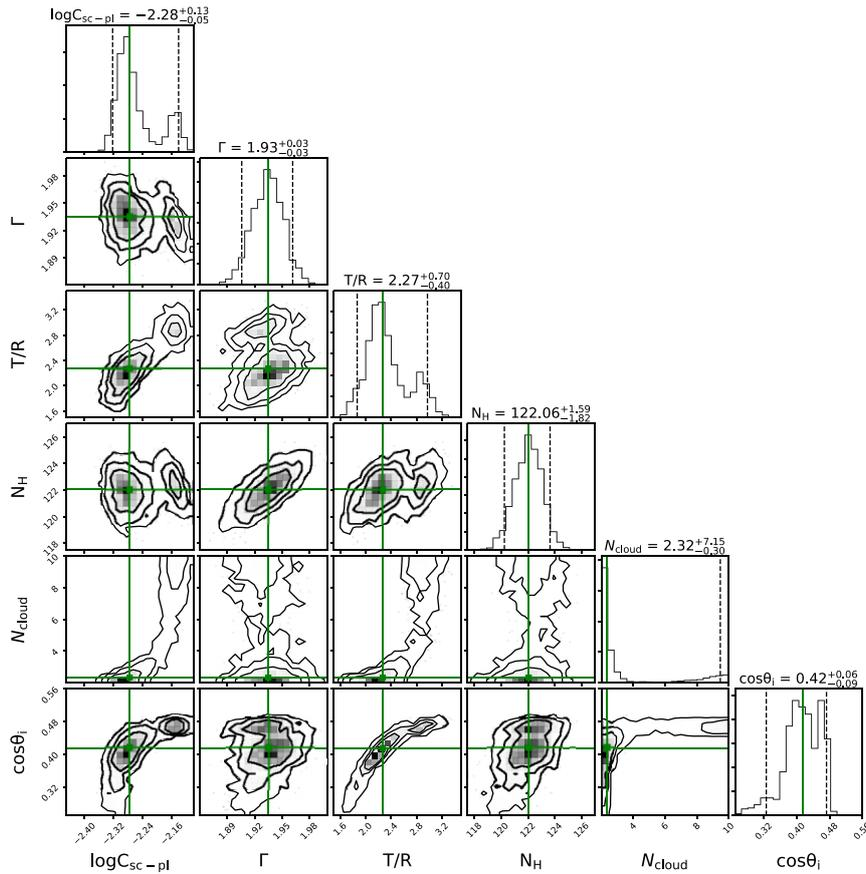 logC_sc−pl = −2.28^{+0.13}_{−0.05}
Γ = 1.93^{+0.03}_{−0.03}
Γ
1.98
1.95
1.92
1.89
T/R = 2.27^{+0.70}_{−0.40}
T/R
3.2
2.8
2.4
2.0
1.6
N_H = 122.06^{+1.59}_{−1.82}
N_H
126
124
122
120
118
N_cloud = 2.32^{+7.15}_{−0.30}
N_cloud
10
8
6
4
cosθ_i = 0.42^{+0.06}_{−0.09}
cosθ_i
0.56
0.48
0.40
0.32
−2.40 −2.32 −2.24 −2.16 1.89 1.92 1.95 1.98 1.6 2.0 2.4 2.8 3.2 118 120 122 124 126 4 6 8 10 0.32 0.40 0.48 0.56
logC_sc−pl Γ T/R N_H N_cloud cosθ_i